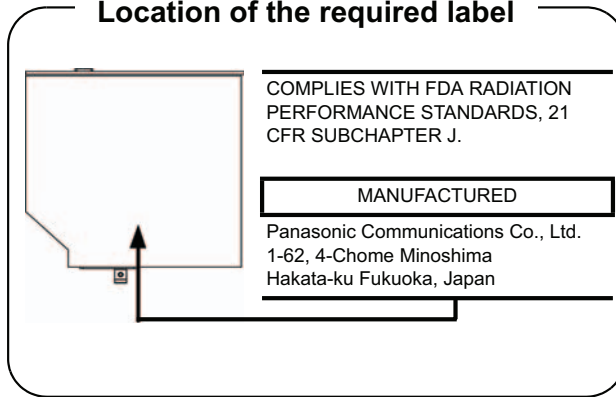 Location of the required label
COMPLIES WITH FDA RADIATION
PERFORMANCE STANDARDS, 21
CFR SUBCHAPTER J.
MANUFACTURED
Panasonic Communications Co., Ltd.
1-62, 4-Chome Minoshima
Hakata-ku Fukuoka, Japan